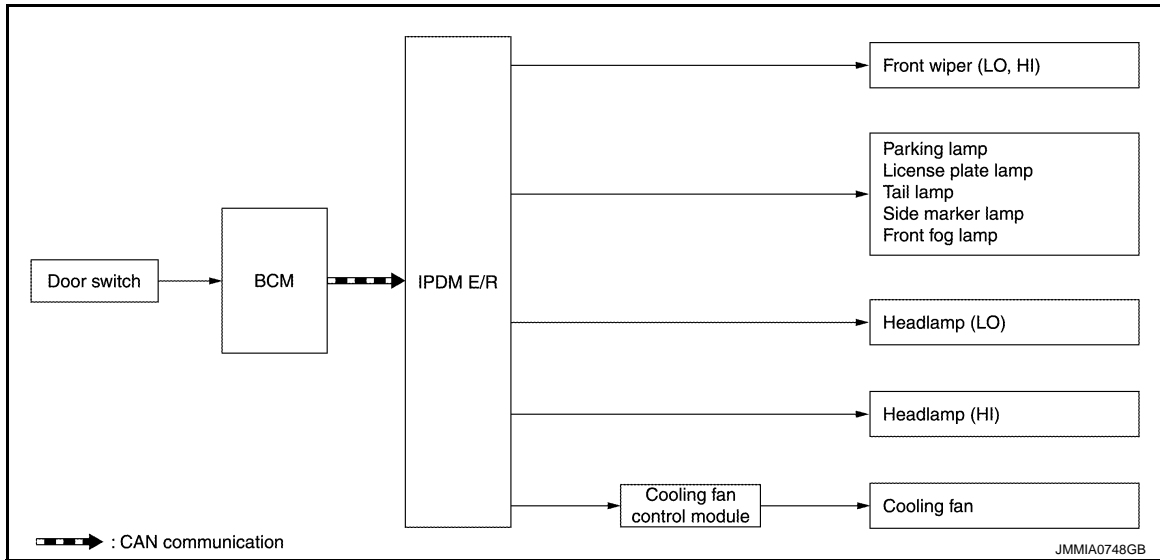 Front wiper (LO, HI)
Parking lamp
License plate lamp
Tail lamp
Side marker lamp
Front fog lamp
Door switch
BCM
IPDM E/R
Headlamp (LO)
Headlamp (HI)
Cooling fan
control module
Cooling fan
: CAN communication
JMMIA0748GB